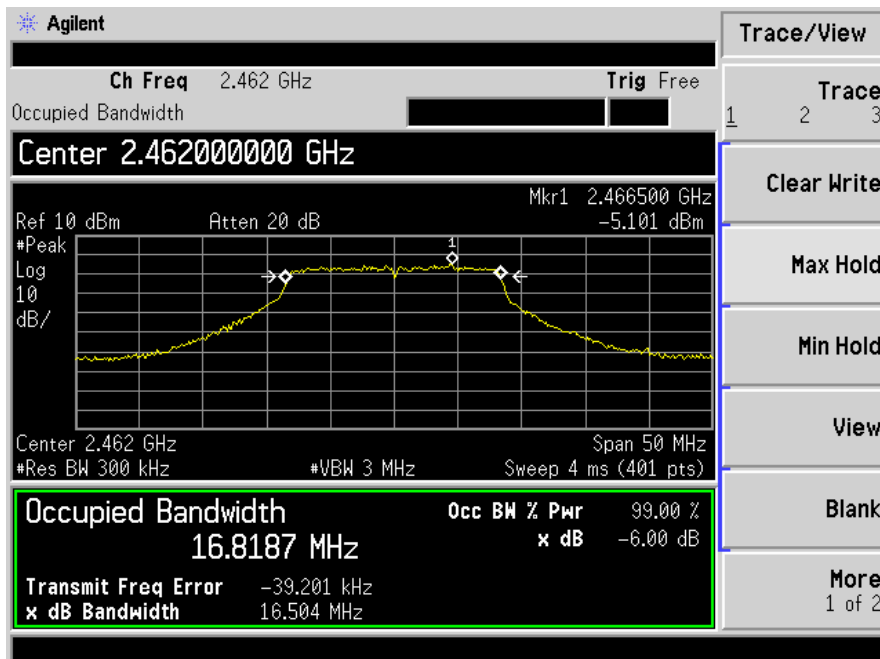 Agilent
Trace/View
Ch Freq 2.462 GHz Trig Free
Occupied Bandwidth
Trace
1 2 3
Center 2.462000000 GHz
Clear Write
Mkr1 2.466500 GHz
Ref 10 dBm Atten 20 dB -5.101 dBm
#Peak
1
Log
10
dB/
Max Hold
Min Hold
View
Center 2.462 GHz Span 50 MHz
#Res BW 300 kHz #VBW 3 MHz Sweep 4 ms (401 pts)
Blank
Occupied Bandwidth Occ BW % Pwr 99.00 %
16.8187 MHz x dB -6.00 dB
Transmit Freq Error -39.201 kHz
x dB Bandwidth 16.504 MHz
More
1 of 2